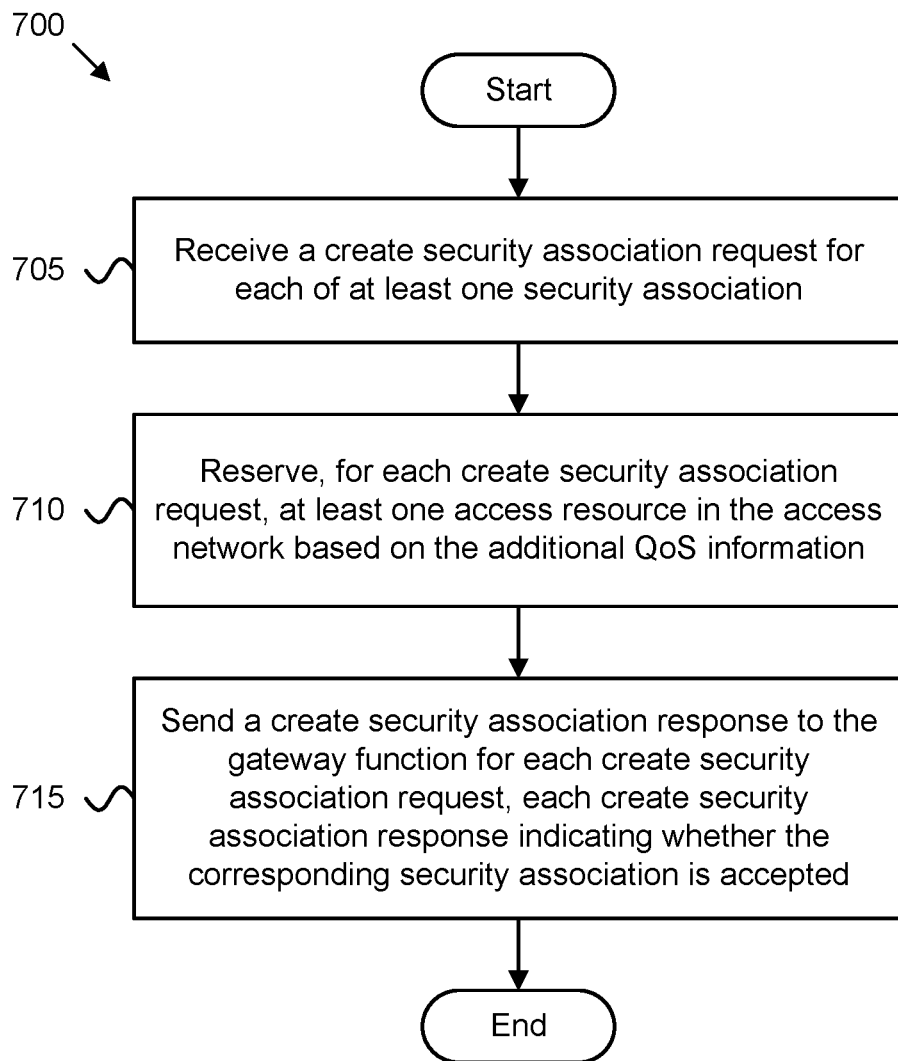 700
Start
705
Receive a create security association request for
each of at least one security association
710
Reserve, for each create security association
request, at least one access resource in the access
network based on the additional QoS information
715
Send a create security association response to the
gateway function for each create security
association request, each create security
association response indicating whether the
corresponding security association is accepted
End